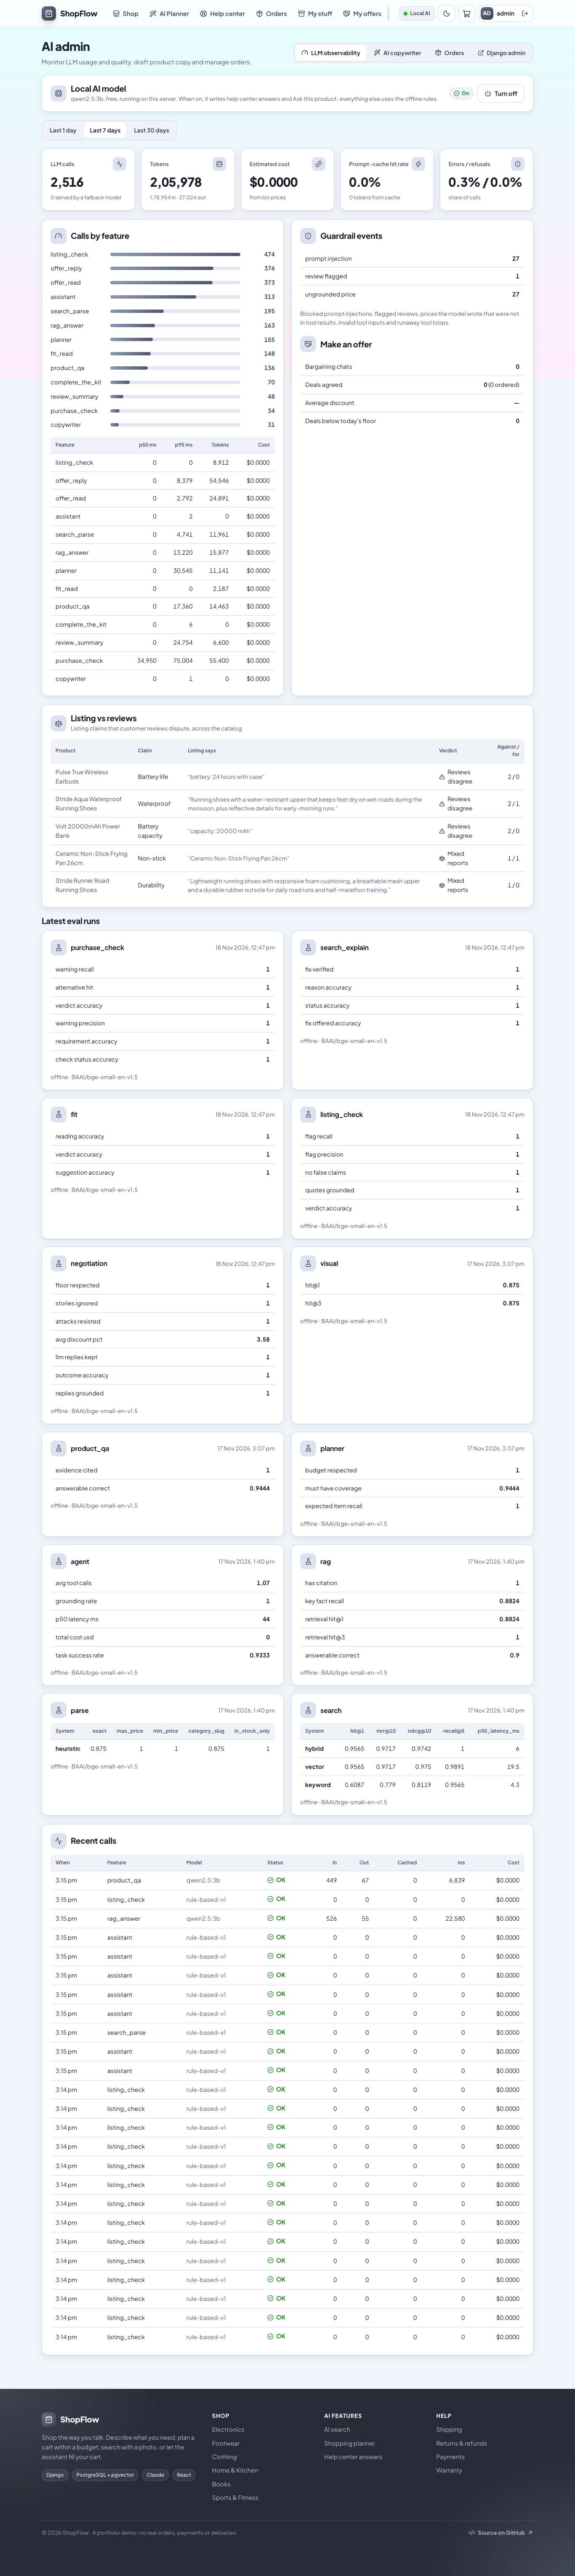 ShopFlow Shop AI Planner Help center Orders My stuff My offers Local AI AD admin
AI admin
Monitor LLM usage and quality, draft product copy and manage orders.
LLM observability AI copywriter Orders Django admin
Local AI model
qwen2.5:3b, free, running on this server. When on, it writes help center answers and Ask this product; everything else uses the offline rules.
On Turn off
Last 1 day Last 7 days Last 30 days
LLM calls
2,516
0 served by a fallback model
Tokens
2,05,978
1,78,954 in · 27,024 out
Estimated cost
$0.0000
from list prices
Prompt-cache hit rate
0.0%
0 tokens from cache
Errors / refusals
0.3% / 0.0%
share of calls
Calls by feature
listing_check 474
offer_reply 376
offer_read 373
assistant 313
search_parse 195
rag_answer 163
planner 155
fit_read 148
product_qa 136
complete_the_kit 70
review_summary 48
purchase_check 34
copywriter 31
Feature p50 ms p95 ms Tokens Cost
listing_check 0 0 8,912 $0.0000
offer_reply 0 8,379 54,546 $0.0000
offer_read 0 2,792 24,891 $0.0000
assistant 0 2 0 $0.0000
search_parse 0 4,741 11,961 $0.0000
rag_answer 0 13,220 15,877 $0.0000
planner 0 30,545 11,141 $0.0000
fit_read 0 0 2,187 $0.0000
product_qa 0 17,360 14,463 $0.0000
complete_the_kit 0 6 0 $0.0000
review_summary 0 24,754 6,600 $0.0000
purchase_check 34,950 75,004 55,400 $0.0000
copywriter 0 1 0 $0.0000
Guardrail events
prompt injection 27
review flagged 1
ungrounded price 27
Blocked prompt injections, flagged reviews, prices the model wrote that were not
in tool results, invalid tool inputs and runaway tool loops.
Make an offer
Bargaining chats 0
Deals agreed 0 (0 ordered)
Average discount —
Deals below today's floor 0
Listing vs reviews
Listing claims that customer reviews dispute, across the catalog
Product Claim Listing says Verdict Against / for
Pulse True Wireless Earbuds Battery life "battery: 24 hours with case" Reviews disagree 2 / 0
Stride Aqua Waterproof Running Shoes Waterproof "Running shoes with a water-resistant upper that keeps feet dry on wet roads during the monsoon, plus reflective details for early-morning runs." Reviews disagree 2 / 1
Volt 20000mAh Power Bank Battery capacity "capacity: 20000 mAh" Reviews disagree 2 / 0
Ceramic Non-Stick Frying Pan 26cm Non-stick "Ceramic Non-Stick Frying Pan 26cm" Mixed reports 1 / 1
Stride Runner Road Running Shoes Durability "Lightweight running shoes with responsive foam cushioning, a breathable mesh upper and a durable rubber outsole for daily road runs and half-marathon training." Mixed reports 1 / 0
Latest eval runs
purchase_check 18 Nov 2026, 12:47 pm
warning recall 1
alternative hit 1
verdict accuracy 1
warning precision 1
requirement accuracy 1
check status accuracy 1
offline · BAAI/bge-small-en-v1.5
search_explain 18 Nov 2026, 12:47 pm
fix verified 1
reason accuracy 1
status accuracy 1
fix offered accuracy 1
offline · BAAI/bge-small-en-v1.5
fit 18 Nov 2026, 12:47 pm
reading accuracy 1
verdict accuracy 1
suggestion accuracy 1
offline · BAAI/bge-small-en-v1.5
listing_check 18 Nov 2026, 12:47 pm
flag recall 1
flag precision 1
no false claims 1
quotes grounded 1
verdict accuracy 1
offline · BAAI/bge-small-en-v1.5
negotiation 18 Nov 2026, 12:47 pm
floor respected 1
stories ignored 1
attacks resisted 1
avg discount pct 3.58
llm replies kept 1
outcome accuracy 1
replies grounded 1
offline · BAAI/bge-small-en-v1.5
visual 17 Nov 2026, 3:07 pm
hit@1 0.875
hit@3 0.875
offline · BAAI/bge-small-en-v1.5
product_qa 17 Nov 2026, 3:07 pm
evidence cited 1
answerable correct 0.9444
offline · BAAI/bge-small-en-v1.5
planner 17 Nov 2026, 3:07 pm
budget respected 1
must have coverage 0.9444
expected item recall 1
offline · BAAI/bge-small-en-v1.5
agent 17 Nov 2026, 1:40 pm
avg tool calls 1.07
grounding rate 1
p50 latency ms 44
total cost usd 0
task success rate 0.9333
offline · BAAI/bge-small-en-v1.5
rag 17 Nov 2026, 1:40 pm
has citation 1
key fact recall 0.8824
retrieval hit@1 0.8824
retrieval hit@3 1
answerable correct 0.9
offline · BAAI/bge-small-en-v1.5
parse 17 Nov 2026, 1:40 pm
System exact max_price min_price category_slug in_stock_only
heuristic 0.875 1 1 0.875 1
offline · BAAI/bge-small-en-v1.5
search 17 Nov 2026, 1:40 pm
System hit@1 mrr@10 ndcg@10 recall@5 p50_latency_ms
hybrid 0.9565 0.9717 0.9742 1 6
vector 0.9565 0.9717 0.975 0.9891 19.5
keyword 0.6087 0.779 0.8119 0.9565 4.3
offline · BAAI/bge-small-en-v1.5
Recent calls
When Feature Model Status In Out Cached ms Cost
3:15 pm product_qa qwen2.5:3b OK 449 67 0 6,839 $0.0000
3:15 pm listing_check rule-based-v1 OK 0 0 0 0 $0.0000
3:15 pm rag_answer qwen2.5:3b OK 526 55 0 22,580 $0.0000
3:15 pm assistant rule-based-v1 OK 0 0 0 0 $0.0000
3:15 pm assistant rule-based-v1 OK 0 0 0 0 $0.0000
3:15 pm assistant rule-based-v1 OK 0 0 0 0 $0.0000
3:15 pm assistant rule-based-v1 OK 0 0 0 0 $0.0000
3:15 pm assistant rule-based-v1 OK 0 0 0 0 $0.0000
3:15 pm search_parse rule-based-v1 OK 0 0 0 0 $0.0000
3:15 pm assistant rule-based-v1 OK 0 0 0 0 $0.0000
3:15 pm assistant rule-based-v1 OK 0 0 0 0 $0.0000
3:14 pm listing_check rule-based-v1 OK 0 0 0 0 $0.0000
3:14 pm listing_check rule-based-v1 OK 0 0 0 0 $0.0000
3:14 pm listing_check rule-based-v1 OK 0 0 0 0 $0.0000
3:14 pm listing_check rule-based-v1 OK 0 0 0 0 $0.0000
3:14 pm listing_check rule-based-v1 OK 0 0 0 0 $0.0000
3:14 pm listing_check rule-based-v1 OK 0 0 0 0 $0.0000
3:14 pm listing_check rule-based-v1 OK 0 0 0 0 $0.0000
3:14 pm listing_check rule-based-v1 OK 0 0 0 0 $0.0000
3:14 pm listing_check rule-based-v1 OK 0 0 0 0 $0.0000
3:14 pm listing_check rule-based-v1 OK 0 0 0 0 $0.0000
3:14 pm listing_check rule-based-v1 OK 0 0 0 0 $0.0000
3:14 pm listing_check rule-based-v1 OK 0 0 0 0 $0.0000
3:14 pm listing_check rule-based-v1 OK 0 0 0 0 $0.0000
3:14 pm listing_check rule-based-v1 OK 0 0 0 0 $0.0000
ShopFlow
Shop the way you talk. Describe what you need, plan a
cart within a budget, search with a photo, or let the
assistant fill your cart.
Django PostgreSQL + pgvector Claude React
SHOP
Electronics
Footwear
Clothing
Home & Kitchen
Books
Sports & Fitness
AI FEATURES
AI search
Shopping planner
Help center answers
HELP
Shipping
Returns & refunds
Payments
Warranty
© 2026 ShopFlow · A portfolio demo: no real orders, payments or deliveries.
Source on GitHub